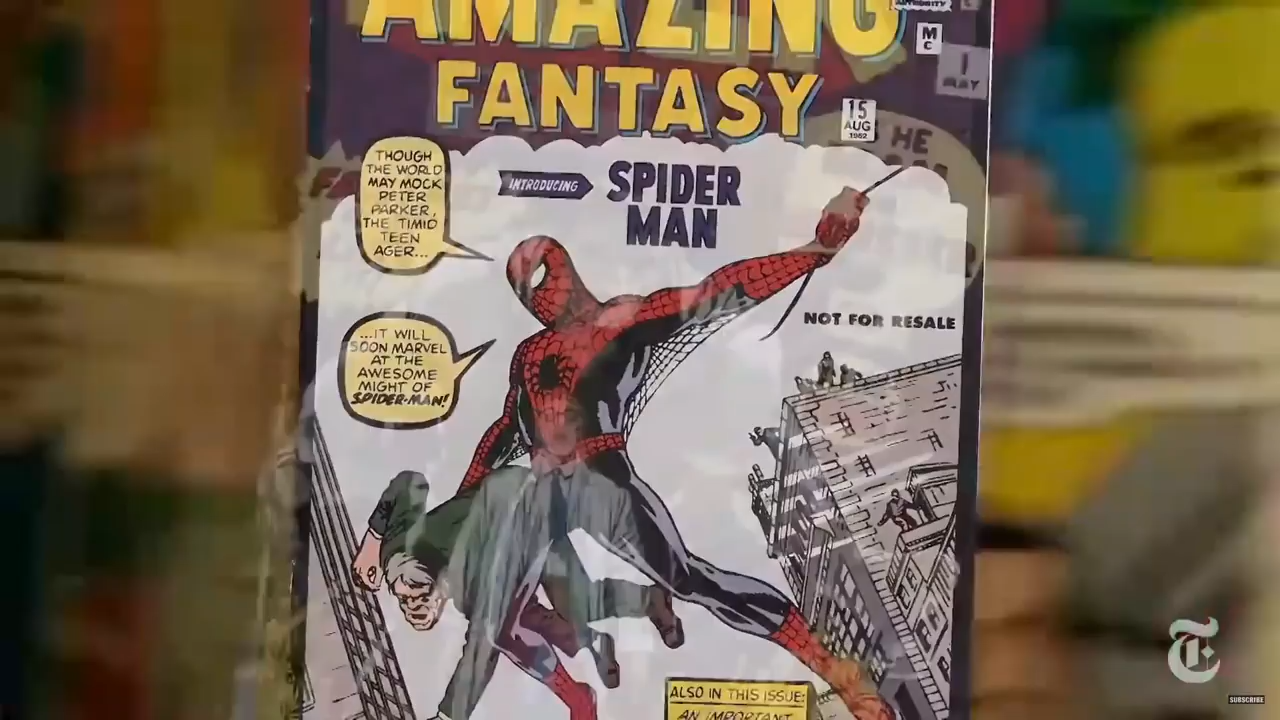 AMAZING
FANTASY
AUTHORITY
M
C
1
MAY
15
AUG
1962
HE
INTRODUCING
SPIDER
MAN
THOUGH
THE WORLD
MAY MOCK
PETER
PARKER,
THE TIMID
TEEN
AGER...
NOT FOR RESALE
...IT WILL
SOON MARVEL
AT THE
AWESOME
MIGHT OF
SPIDER-MAN!
ALSO IN THIS ISSUE:
AN IMPORTANT
T
SUBSCRIBE